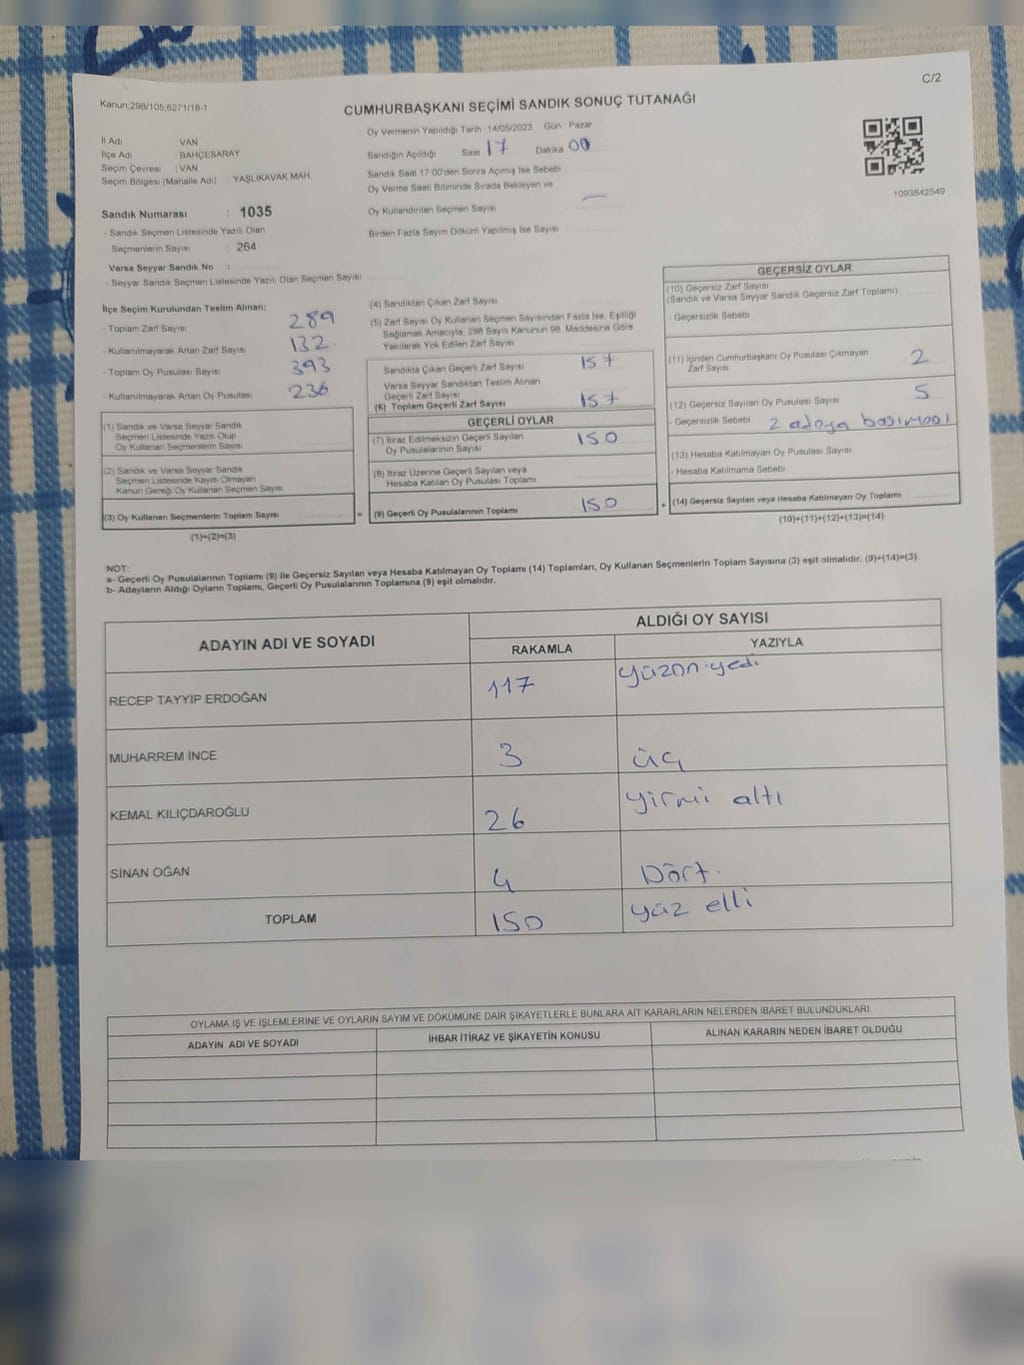 C/2
Kanun;298/105,6271/18-1
CUMHURBAŞKANI SEÇİMİ SANDIK SONUÇ TUTANAĞI
Oy Vermenin Yapıldığı Tarih :14/05/2023 Gün : Pazar
İl Adı : VAN
İlçe Adı : BAHÇESARAY
Seçim Çevresi : VAN
Seçim Bölgesi (Mahalle Adı) YAŞLIKAVAK MAH.
Sandığın Açıldığı Saat 17 Dakika 00
Sandık Saat 17:00'den Sonra Açılmış İse Sebebi
Oy Verme Saati Bitiminde Sırada Bekleyen ve
Oy Kullandırılan Seçmen Sayısı —
Birden Fazla Sayım Döküm Yapılmış İse Sayısı
1093842549
Sandık Numarası : 1035
- Sandık Seçmen Listesinde Yazılı Olan
Seçmenlerin Sayısı : 264
Varsa Seyyar Sandık No :
- Seyyar Sandık Seçmen Listesinde Yazılı Olan Seçmen Sayısı
İlçe Seçim Kurulundan Teslim Alınan;
- Toplam Zarf Sayısı 289
- Kullanılmayarak Artan Zarf Sayısı 132
- Toplam Oy Pusulası Sayısı 393
- Kullanılmayarak Artan Oy Pusulası 236
(1) Sandık ve Varsa Seyyar Sandık
Seçmen Listesinde Yazılı Olup
Oy Kullanan Seçmenlerin Sayısı
(2) Sandık ve Varsa Seyyar Sandık
Seçmen Listesinde Kayıtlı Olmayan
Kanun Gereği Oy Kullanan Seçmen Sayısı
(3) Oy Kullanan Seçmenlerin Toplam Sayısı
(1)+(2)=(3)
(4) Sandıktan Çıkan Zarf Sayısı
(5) Zarf Sayısı Oy Kullanan Seçmen Sayısından Fazla İse, Eşitliği
Sağlamak Amacıyla, 298 Sayılı Kanunun 98. Maddesine Göre
Yakılarak Yok Edilen Zarf Sayısı
Sandıkta Çıkan Geçerli Zarf Sayısı 157
Varsa Seyyar Sandıktan Teslim Alınan
Geçerli Zarf Sayısı
(6) Toplam Geçerli Zarf Sayısı 157
GEÇERLİ OYLAR
(7) İtiraz Edilmeksizin Geçerli Sayılan
Oy Pusulalarının Sayısı 150
(8) İtiraz Üzerine Geçerli Sayılan veya
Hesaba Katılan Oy Pusulası Toplamı
(9) Geçerli Oy Pusulalarının Toplamı 150
GEÇERSİZ OYLAR
(10) Geçersiz Zarf Sayısı
(Sandık ve Varsa Seyyar Sandık Geçersiz Zarf Toplamı)
- Geçersizlik Sebebi
(11) İçinden Cumhurbaşkanı Oy Pusulası Çıkmayan
Zarf Sayısı 2
(12) Geçersiz Sayılan Oy Pusulası Sayısı 5
- Geçersizlik Sebebi 2 adaya basılması
(13) Hesaba Katılmayan Oy Pusulası Sayısı
- Hesaba Katılmama Sebebi
(14) Geçersiz Sayılan veya Hesaba Katılmayan Oy Toplamı
(10)+(11)+(12)+(13)=(14)
NOT:
a- Geçerli Oy Pusulalarının Toplamı (9) ile Geçersiz Sayılan veya Hesaba Katılmayan Oy Toplamı (14) Toplamları, Oy Kullanan Seçmenlerin Toplam Sayısına (3) eşit olmalıdır. (9)+(14)=(3)
b- Adayların Aldığı Oyların Toplamı, Geçerli Oy Pusulalarının Toplamına (9) eşit olmalıdır.
ADAYIN ADI VE SOYADI ALDIĞI OY SAYISI
RAKAMLA YAZIYLA
RECEP TAYYİP ERDOĞAN 117 yüzon yedi
MUHARREM İNCE 3 üç
KEMAL KILIÇDAROĞLU 26 yirmi altı
SİNAN OĞAN 4 Dört.
TOPLAM 150 yüz elli
OYLAMA İŞ VE İŞLEMLERİNE VE OYLARIN SAYIM VE DÖKÜMÜNE DAİR ŞİKAYETLERLE BUNLARA AİT KARARLARIN NELERDEN İBARET BULUNDUKLARI
ADAYIN ADI VE SOYADI İHBAR İTİRAZ VE ŞİKAYETİN KONUSU ALINAN KARARIN NEDEN İBARET OLDUĞU